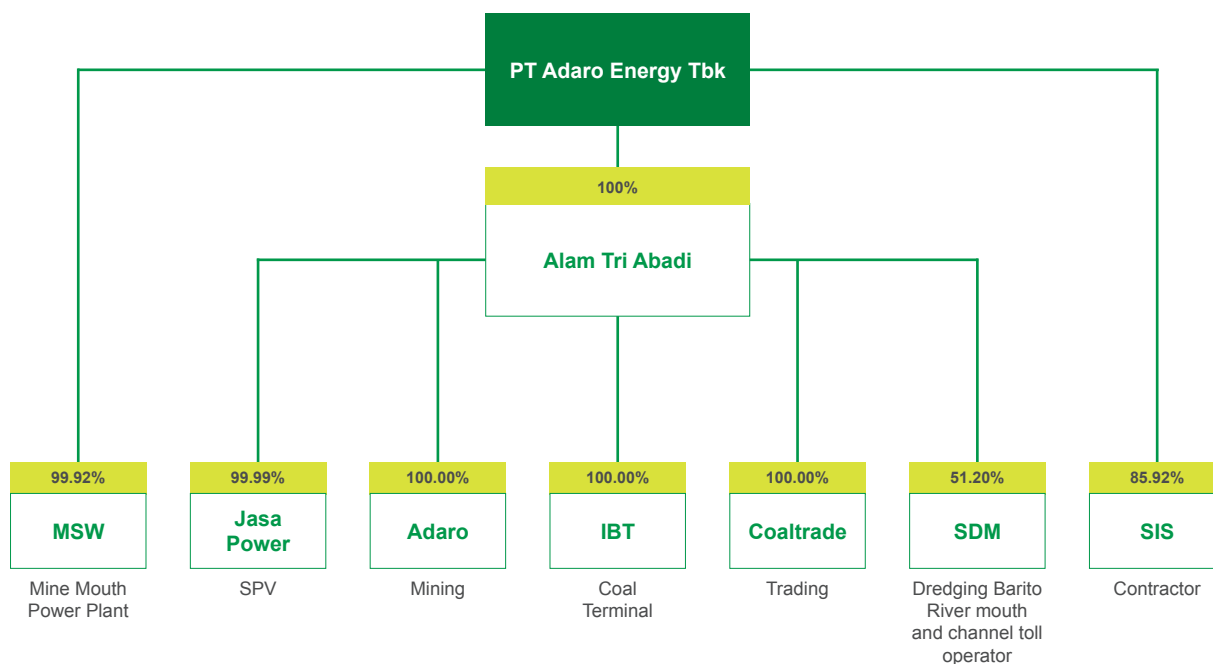 PT Adaro Energy Tbk
100%
Alam Tri Abadi
99.92%
MSW
Mine Mouth
Power Plant
99.99%
Jasa
Power
SPV
100.00%
Adaro
Mining
100.00%
IBT
Coal
Terminal
100.00%
Coaltrade
Trading
51.20%
SDM
Dredging Barito
River mouth
and channel toll
operator
85.92%
SIS
Contractor